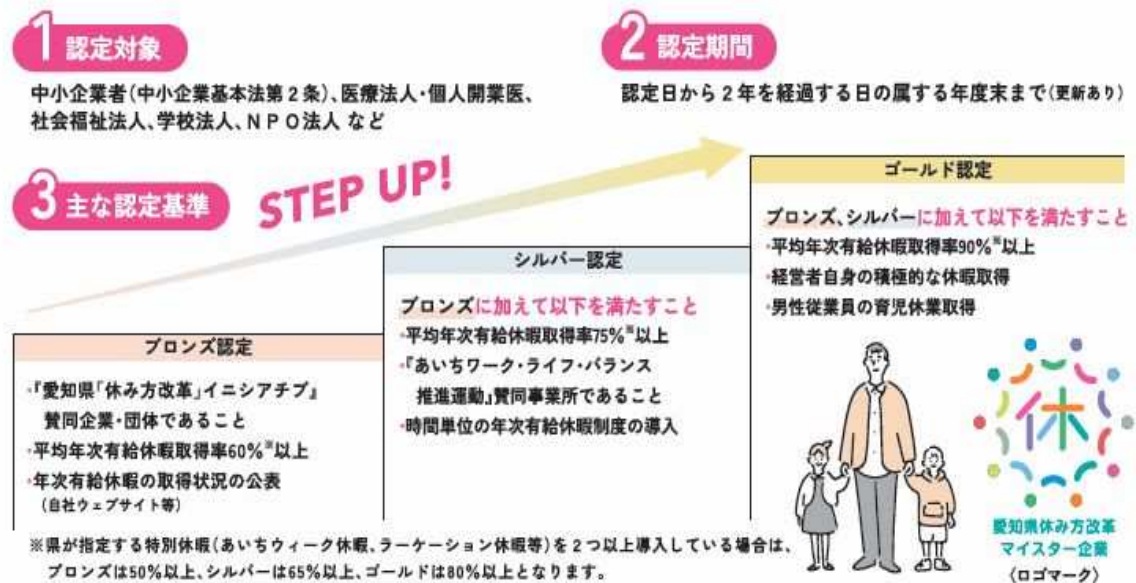 1 認定対象
中小企業者(中小企業基本法第2条)、医療法人・個人開業医、
社会福祉法人、学校法人、NPO法人 など
2 認定期間
認定日から2年を経過する日の属する年度末まで(更新あり)
3 主な認定基準
STEP UP!
ブロンズ認定
・『愛知県「休み方改革」イニシアチブ』
賛同企業・団体であること
・平均年次有給休暇取得率60%※以上
・年次有給休暇の取得状況の公表
(自社ウェブサイト等)
シルバー認定
ブロンズに加えて以下を満たすこと
・平均年次有給休暇取得率75%※以上
・『あいちワーク・ライフ・バランス
推進運動』賛同事業所であること
・時間単位の年次有給休暇制度の導入
ゴールド認定
ブロンズ、シルバーに加えて以下を満たすこと
・平均年次有給休暇取得率90%※以上
・経営者自身の積極的な休暇取得
・男性従業員の育児休業取得
休
愛知県休み方改革
マイスター企業
〈ロゴマーク〉
※県が指定する特別休暇(あいちウィーク休暇、ラーケーション休暇等)を2つ以上導入している場合は、
ブロンズは50%以上、シルバーは65%以上、ゴールドは80%以上となります。